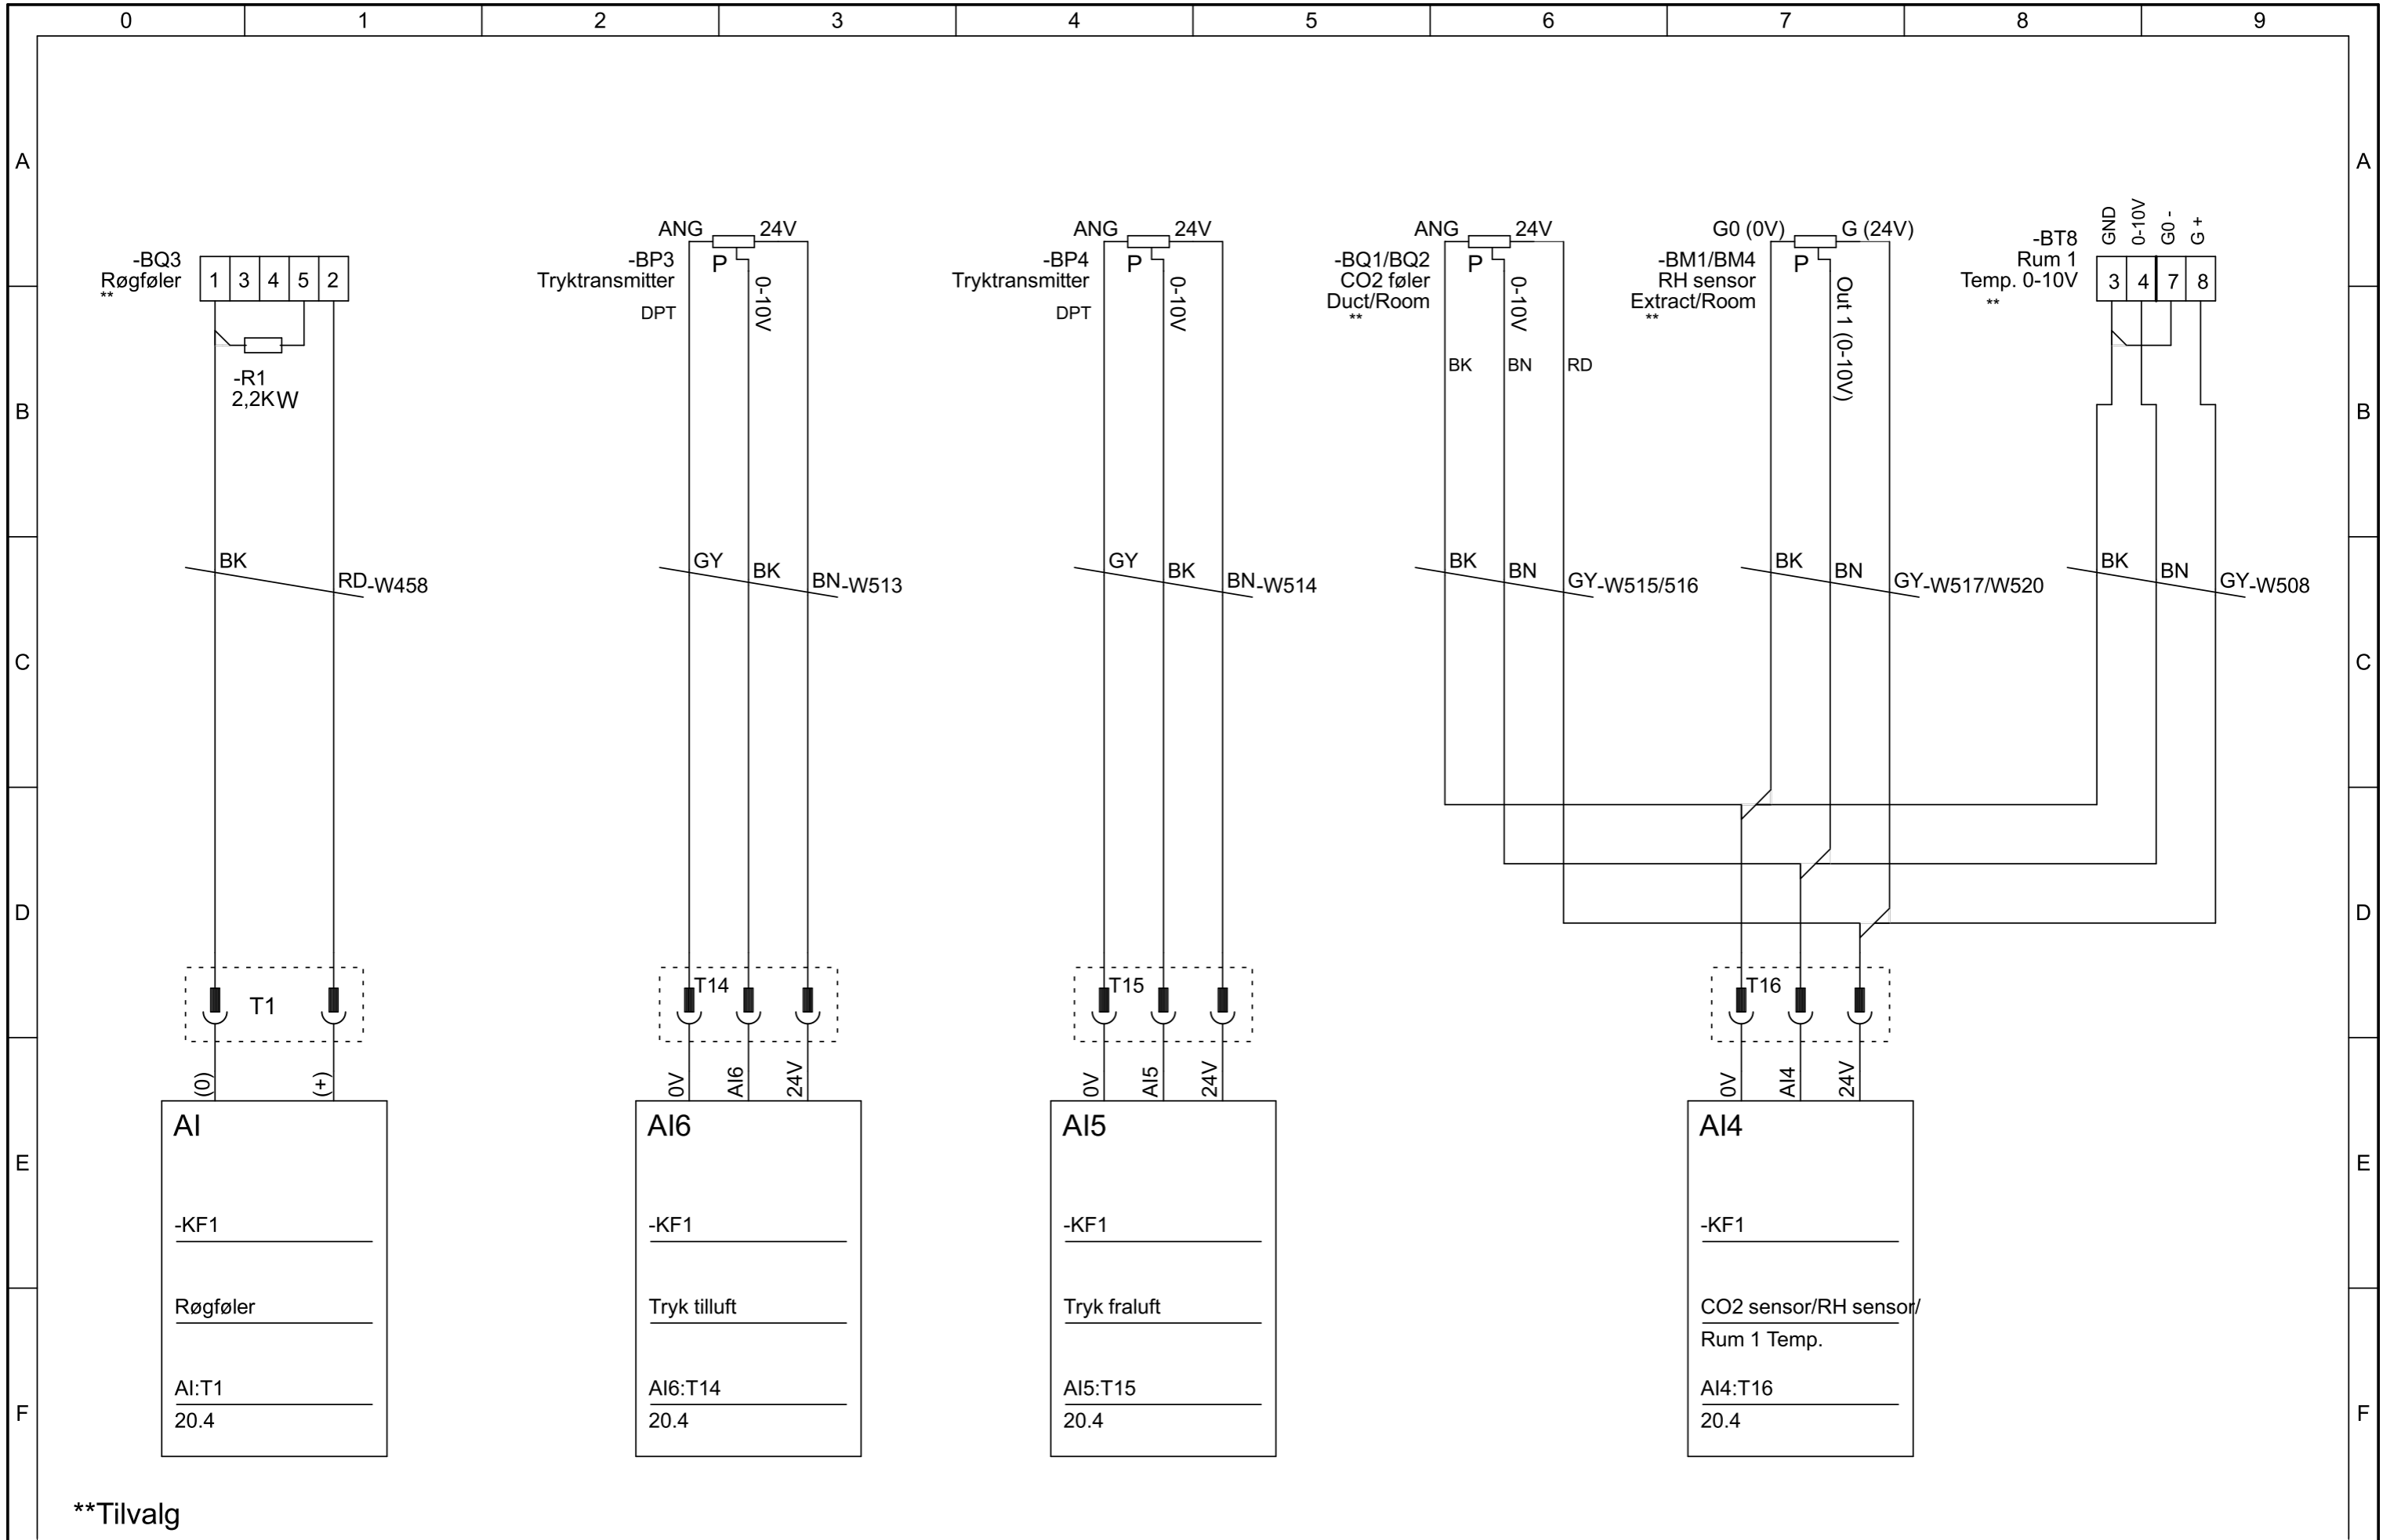 0 1 2 3 4 5 6 7 8 9
A A
B B
C C
D D
E E
F F
-BQ3
Røgføler
**
1 3 4 5 2
-R1
2,2KW
BK
RD
-W458
T1
(0)
(+)
AI
-KF1
Røgføler
AI:T1
20.4
-BP3
Tryktransmitter
DPT
ANG
24V
P
0-10V
GY
BK
BN
-W513
T14
0V
AI6
24V
AI6
-KF1
Tryk tilluft
AI6:T14
20.4
-BP4
Tryktransmitter
DPT
ANG
24V
P
0-10V
GY
BK
BN
-W514
T15
0V
AI5
24V
AI5
-KF1
Tryk fraluft
AI5:T15
20.4
-BQ1/BQ2
CO2 føler
Duct/Room
**
ANG
24V
P
0-10V
BK
BN
RD
BK
BN
GY
-W515/516
-BM1/BM4
RH sensor
Extract/Room
**
G0 (0V)
G (24V)
P
Out 1 (0-10V)
BK
BN
GY
-W517/W520
-BT8
Rum 1
Temp. 0-10V
**
GND
0-10V
G0 -
G +
3 4 7 8
BK
BN
GY
-W508
T16
0V
AI4
24V
AI4
-KF1
CO2 sensor/RH sensor/
Rum 1 Temp.
AI4:T16
20.4
**Tilvalg